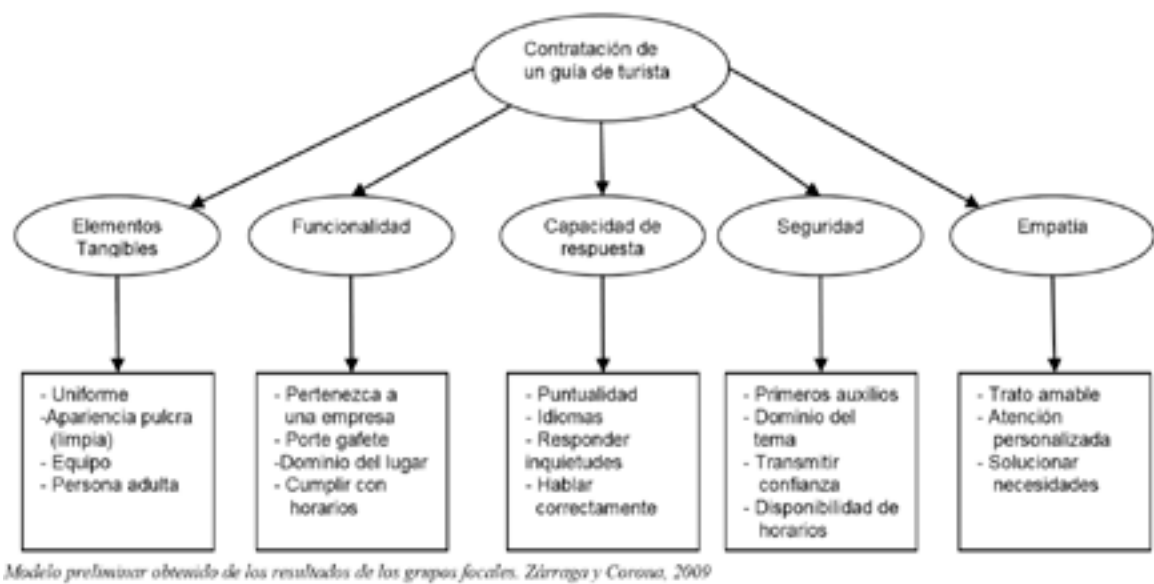 Contratación de
un guía de turista
Elementos
Tangibles
Funcionalidad
Capacidad de
respuesta
Seguridad
Empatía
- Uniforme
-Apariencia pulcra
(limpia)
- Equipo
- Persona adulta
- Pertenezca a
una empresa
- Porte gafete
-Dominio del lugar
- Cumplir con
horarios
- Puntualidad
- Idiomas
- Responder
inquietudes
- Hablar
correctamente
- Primeros auxilios
- Dominio del
tema
- Transmitir
confianza
- Disponibilidad de
horarios
- Trato amable
- Atención
personalizada
- Solucionar
necesidades
Modelo preliminar obtenido de los resultados de los grupos focales. Zárraga y Corona, 2009